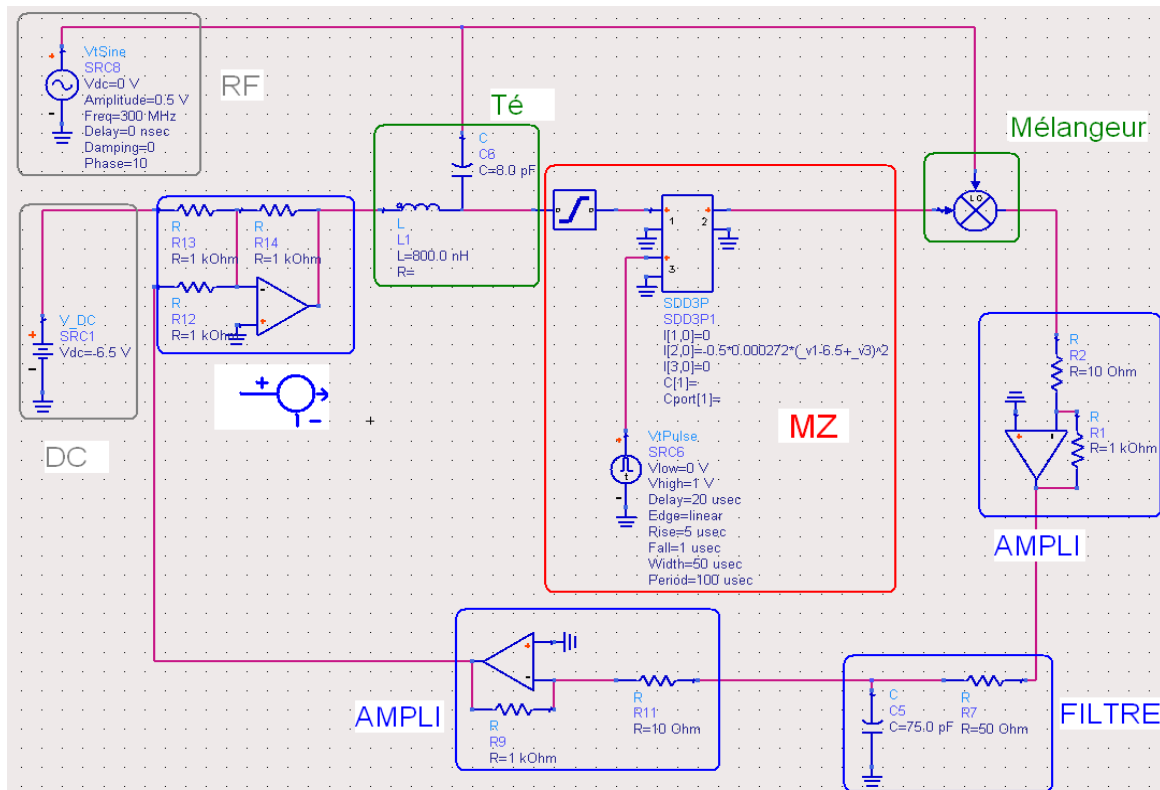 VtSine
SRC8
Vdc=0 V
Amplitude=0.5 V
Freq=300 MHz
Delay=0 nsec
Damping=0
Phase=10
RF
Té
C
C6
C=8.0 pF
Mélangeur
LO
R
R13
R=1 kOhm
R
R14
R=1 kOhm
L
L1
L=800.0 nH
R=
1
2
3
SDD3P
SDD3P1
I[1,0]=0
I[2,0]=-0.5*0.000272*(_v1-6.5+_v3)^2
I[3,0]=0
C[1]=
Cport[1]=
V_DC
SRC1
Vdc=-6.5 V
R
R12
R=1 kOhm
DC
MZ
VtPulse
SRC6
Vlow=0 V
Vhigh=1 V
Delay=20 usec
Edge=linear
Rise=5 usec
Fall=1 usec
Width=50 usec
Period=100 usec
R
R2
R=10 Ohm
R
R1
R=1 kOhm
AMPLI
AMPLI
R
R9
R=1 kOhm
R
R11
R=10 Ohm
C
C5
C=75.0 pF
R
R7
R=50 Ohm
FILTRE